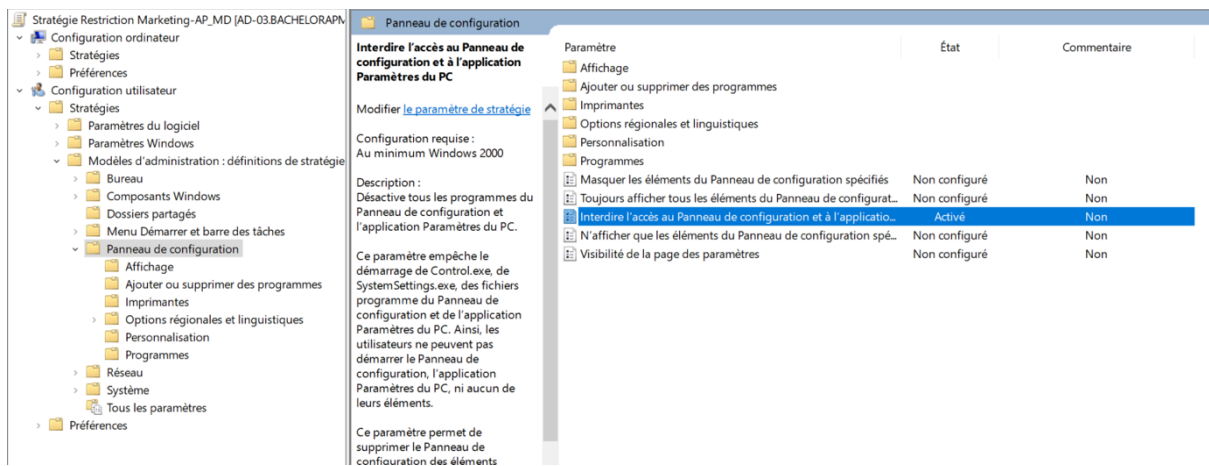 Stratégie Restriction Marketing-AP_MD [AD-03.BACHELORAPM
Configuration ordinateur
Stratégies
Préférences
Configuration utilisateur
Stratégies
Paramètres du logiciel
Paramètres Windows
Modèles d'administration : définitions de stratégie
Bureau
Composants Windows
Dossiers partagés
Menu Démarrer et barre des tâches
Panneau de configuration
Affichage
Ajouter ou supprimer des programmes
Imprimantes
Options régionales et linguistiques
Personnalisation
Programmes
Réseau
Système
Tous les paramètres
Préférences
Panneau de configuration
Interdire l'accès au Panneau de
configuration et à l'application
Paramètres du PC
Modifier le paramètre de stratégie
Configuration requise :
Au minimum Windows 2000
Description :
Désactive tous les programmes du
Panneau de configuration et
l'application Paramètres du PC.
Ce paramètre empêche le
démarrage de Control.exe, de
SystemSettings.exe, des fichiers
programme du Panneau de
configuration et de l'application
Paramètres du PC. Ainsi, les
utilisateurs ne peuvent pas
démarrer le Panneau de
configuration, l'application
Paramètres du PC, ni aucun de
leurs éléments.
Ce paramètre permet de
supprimer le Panneau de
configuration des éléments
Paramètre État Commentaire
Affichage
Ajouter ou supprimer des programmes
Imprimantes
Options régionales et linguistiques
Personnalisation
Programmes
Masquer les éléments du Panneau de configuration spécifiés Non configuré Non
Toujours afficher tous les éléments du Panneau de configurat... Non configuré Non
Interdire l'accès au Panneau de configuration et à l'applicatio... Activé Non
N'afficher que les éléments du Panneau de configuration spé... Non configuré Non
Visibilité de la page des paramètres Non configuré Non